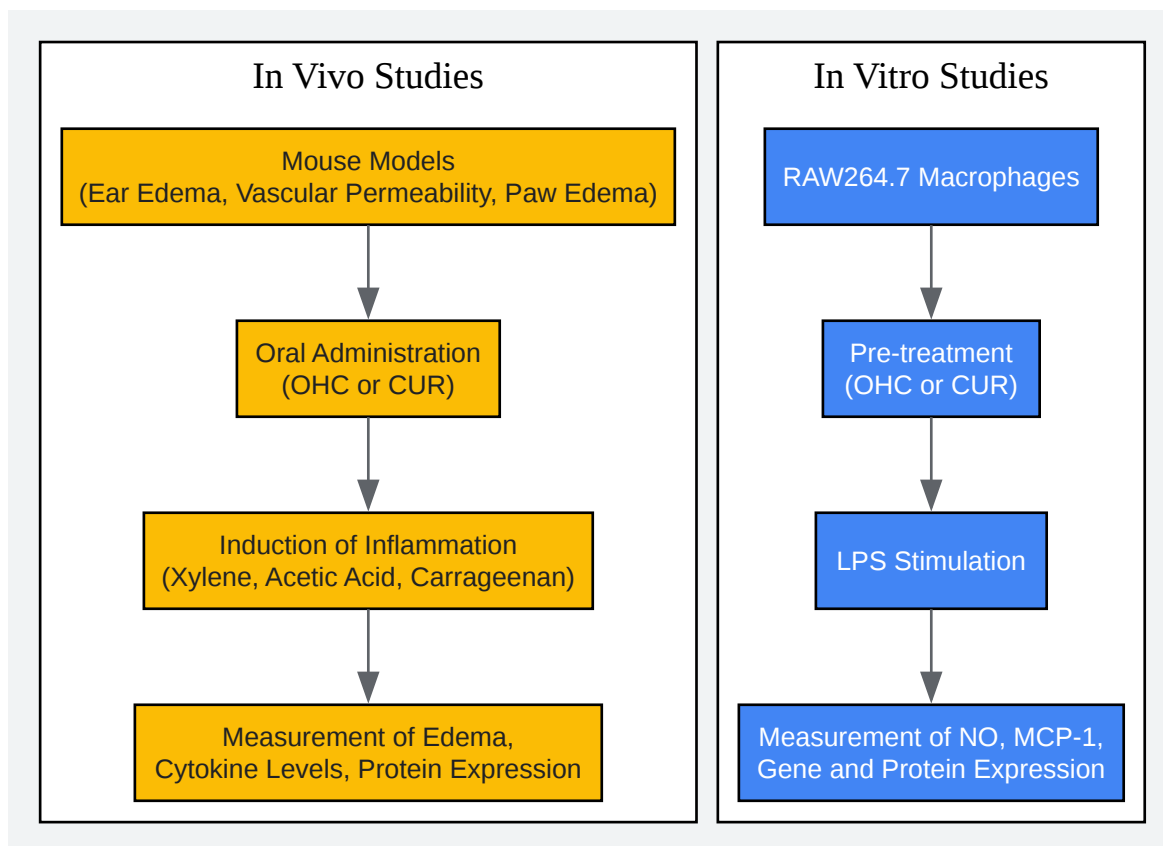 In Vivo Studies
Mouse Models
(Ear Edema, Vascular Permeability, Paw Edema)
Oral Administration
(OHC or CUR)
Induction of Inflammation
(Xylene, Acetic Acid, Carrageenan)
Measurement of Edema,
Cytokine Levels, Protein Expression
In Vitro Studies
RAW264.7 Macrophages
Pre-treatment
(OHC or CUR)
LPS Stimulation
Measurement of NO, MCP-1,
Gene and Protein Expression